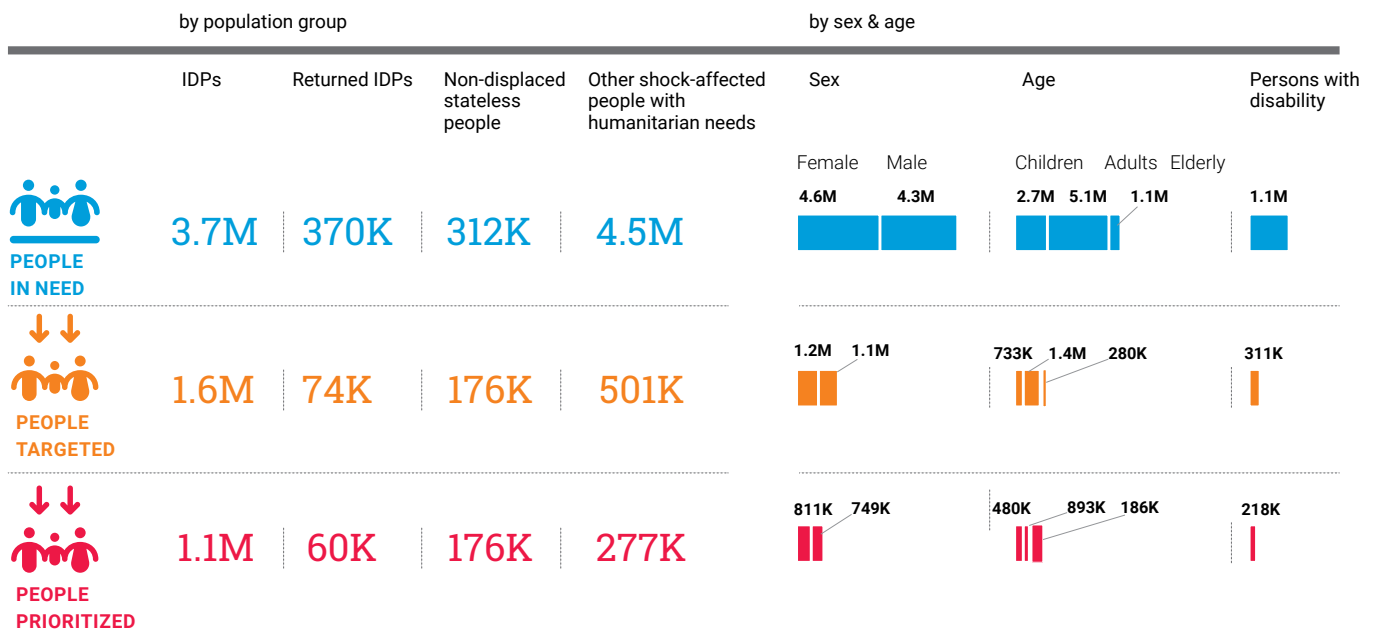 by population group
by sex & age
IDPs
Returned IDPs
Non-displaced
stateless
people
Other shock-affected
people with
humanitarian needs
Sex
Age
Persons with
disability
Female Male
Children Adults Elderly
PEOPLE
IN NEED
3.7M
370K
312K
4.5M
4.6M 4.3M
2.7M 5.1M 1.1M
1.1M
PEOPLE
TARGETED
1.6M
74K
176K
501K
1.2M 1.1M
733K 1.4M 280K
311K
PEOPLE
PRIORITIZED
1.1M
60K
176K
277K
811K 749K
480K 893K 186K
218K